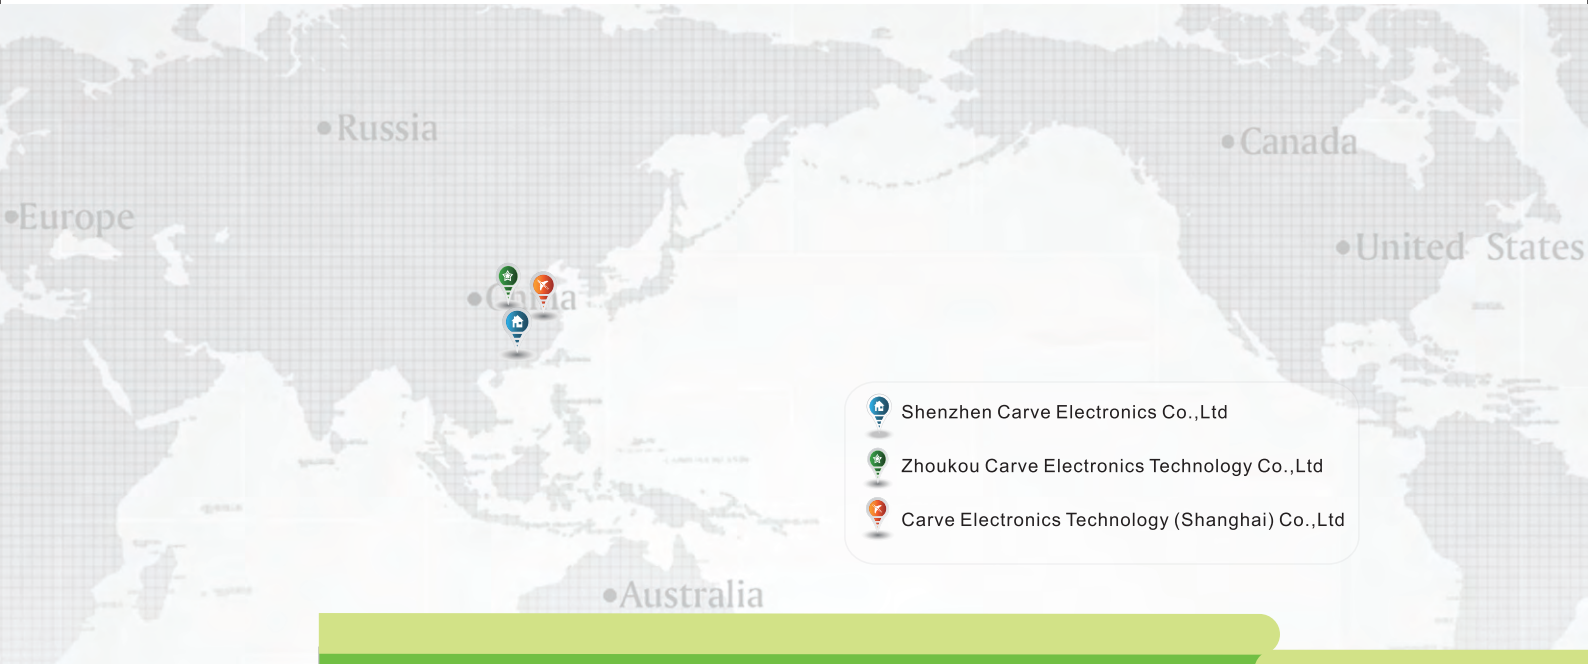 Russia
Canada
Europe
United States
China
Shenzhen Carve Electronics Co.,Ltd
Zhoukou Carve Electronics Technology Co.,Ltd
Carve Electronics Technology (Shanghai) Co.,Ltd
Australia